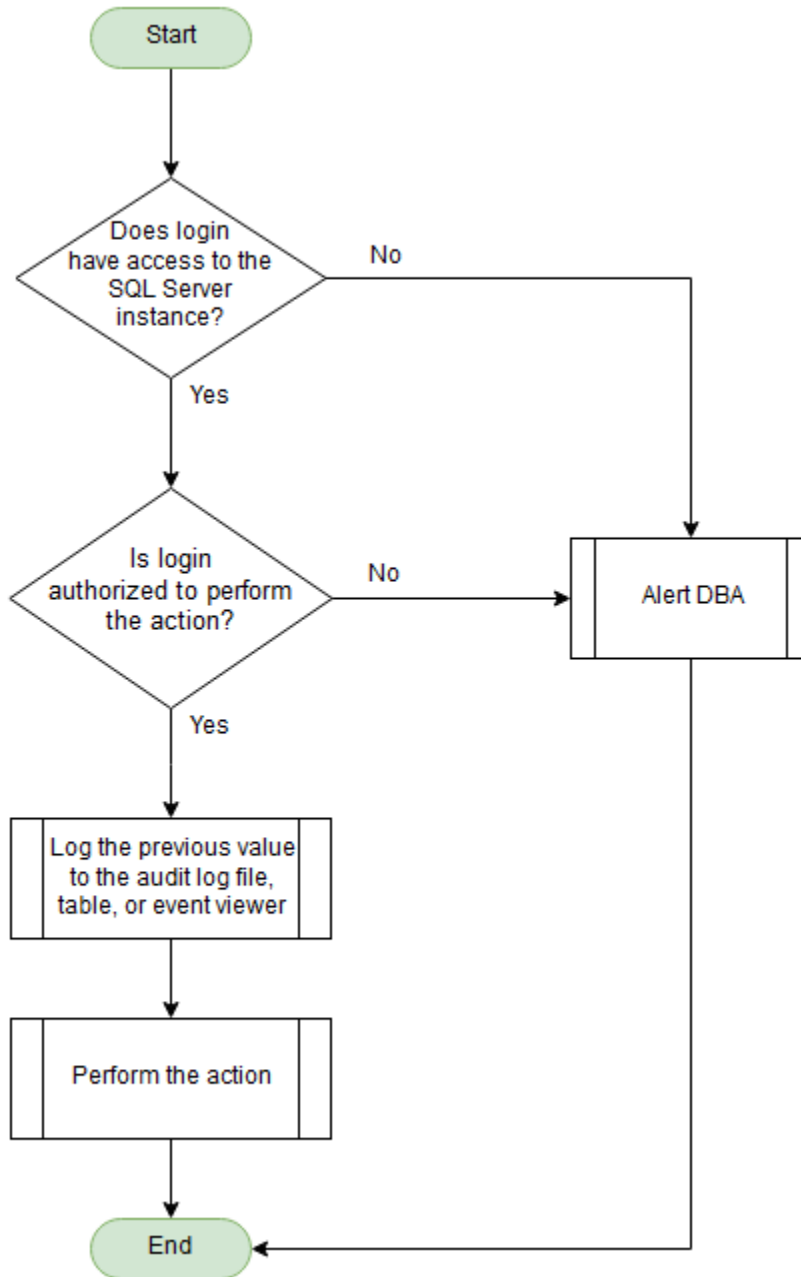 Start
Does login
have access to the
SQL Server
instance?
No
Yes
Is login
authorized to perform
the action?
No
Alert DBA
Yes
Log the previous value
to the audit log file,
table, or event viewer
Perform the action
End